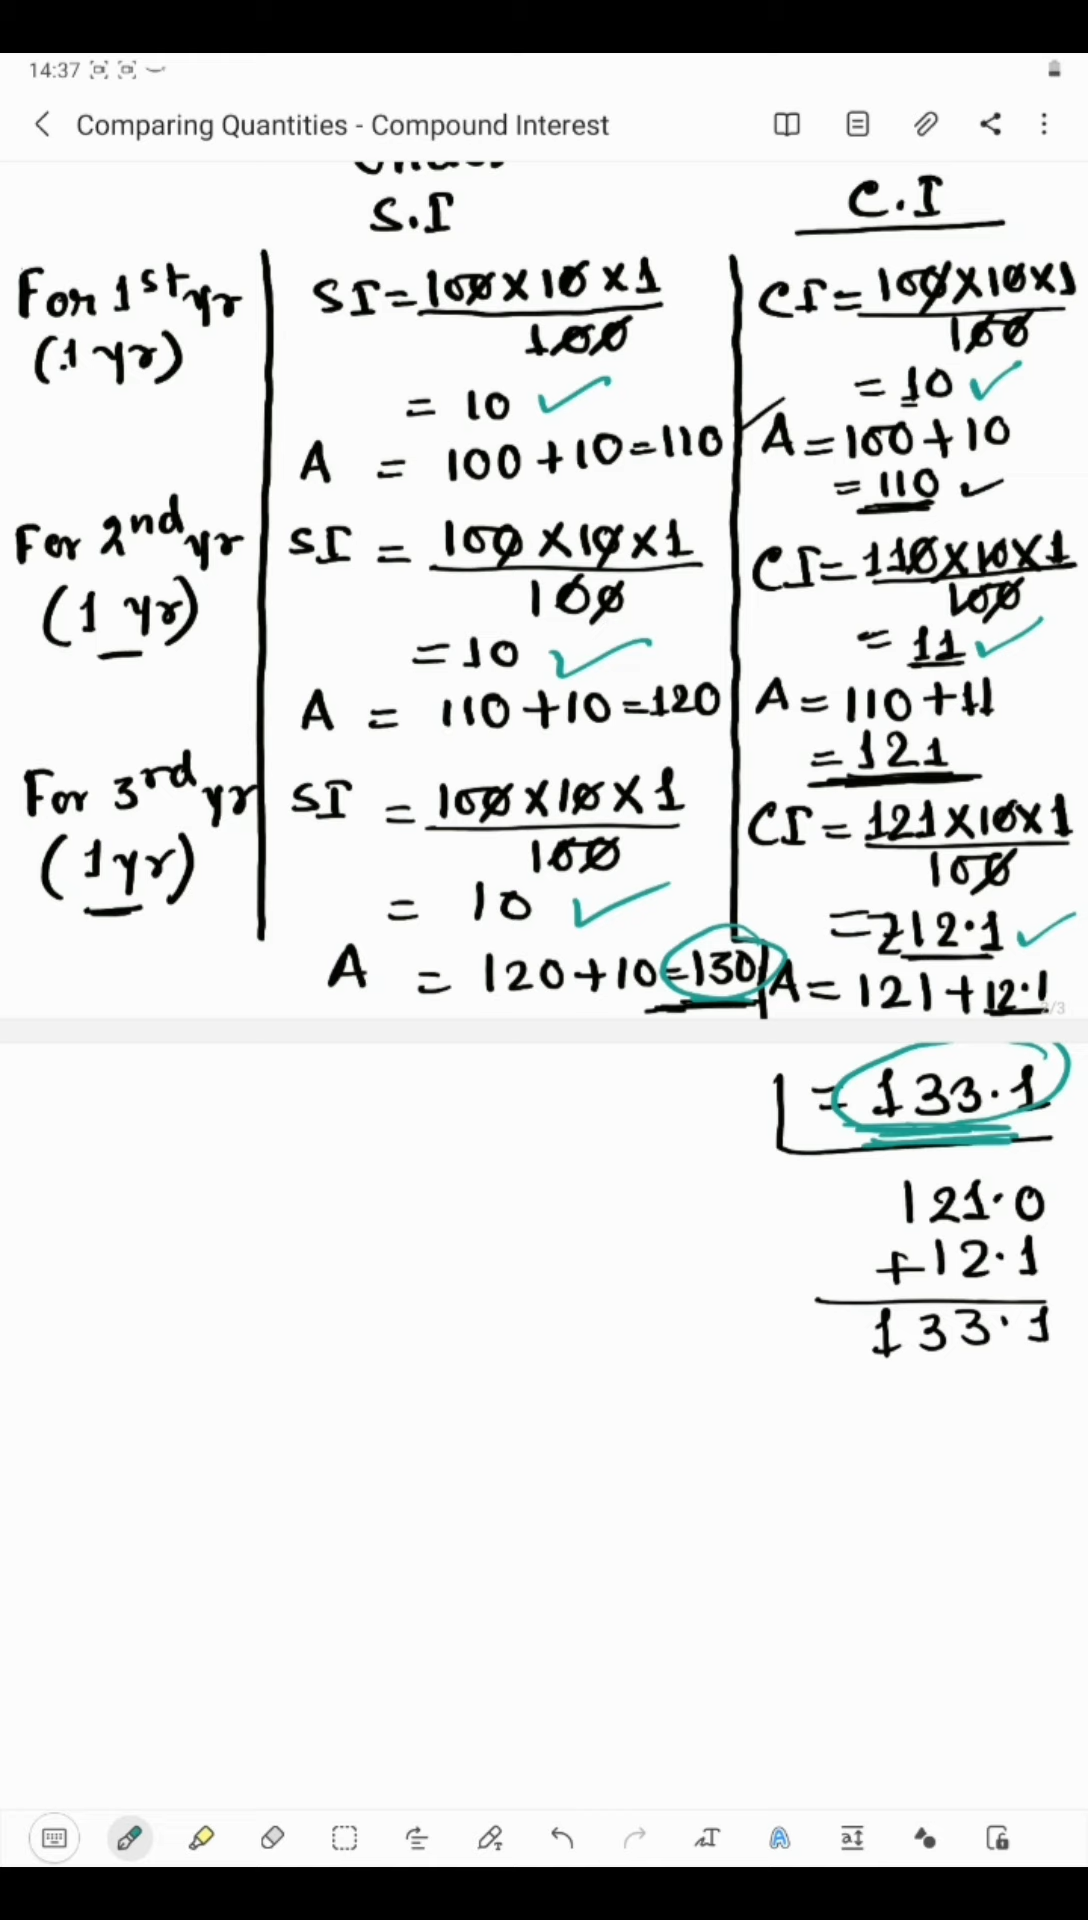 14:37
Comparing Quantities - Compound Interest
S.I
C.I
For 1st yr
(1 yr)
SI = 100 × 10 × 1
100
= 10 ✓
A = 100 + 10 = 110
CI = 100 × 10 × 1
100
= 10 ✓
A = 100 + 10
= 110 ✓
For 2nd yr
(1 yr)
SI = 100 × 10 × 1
100
= 10 ✓
A = 110 + 10 = 120
CI = 110 × 10 × 1
100
= 11 ✓
A = 110 + 11
= 121
For 3rd yr
(1 yr)
SI = 100 × 10 × 1
100
= 10 ✓
A = 120 + 10 = 130
CI = 121 × 10 × 1
100
= 12.1 ✓
A = 121 + 12.1
= 133.1
121.0
+ 12.1
133.1